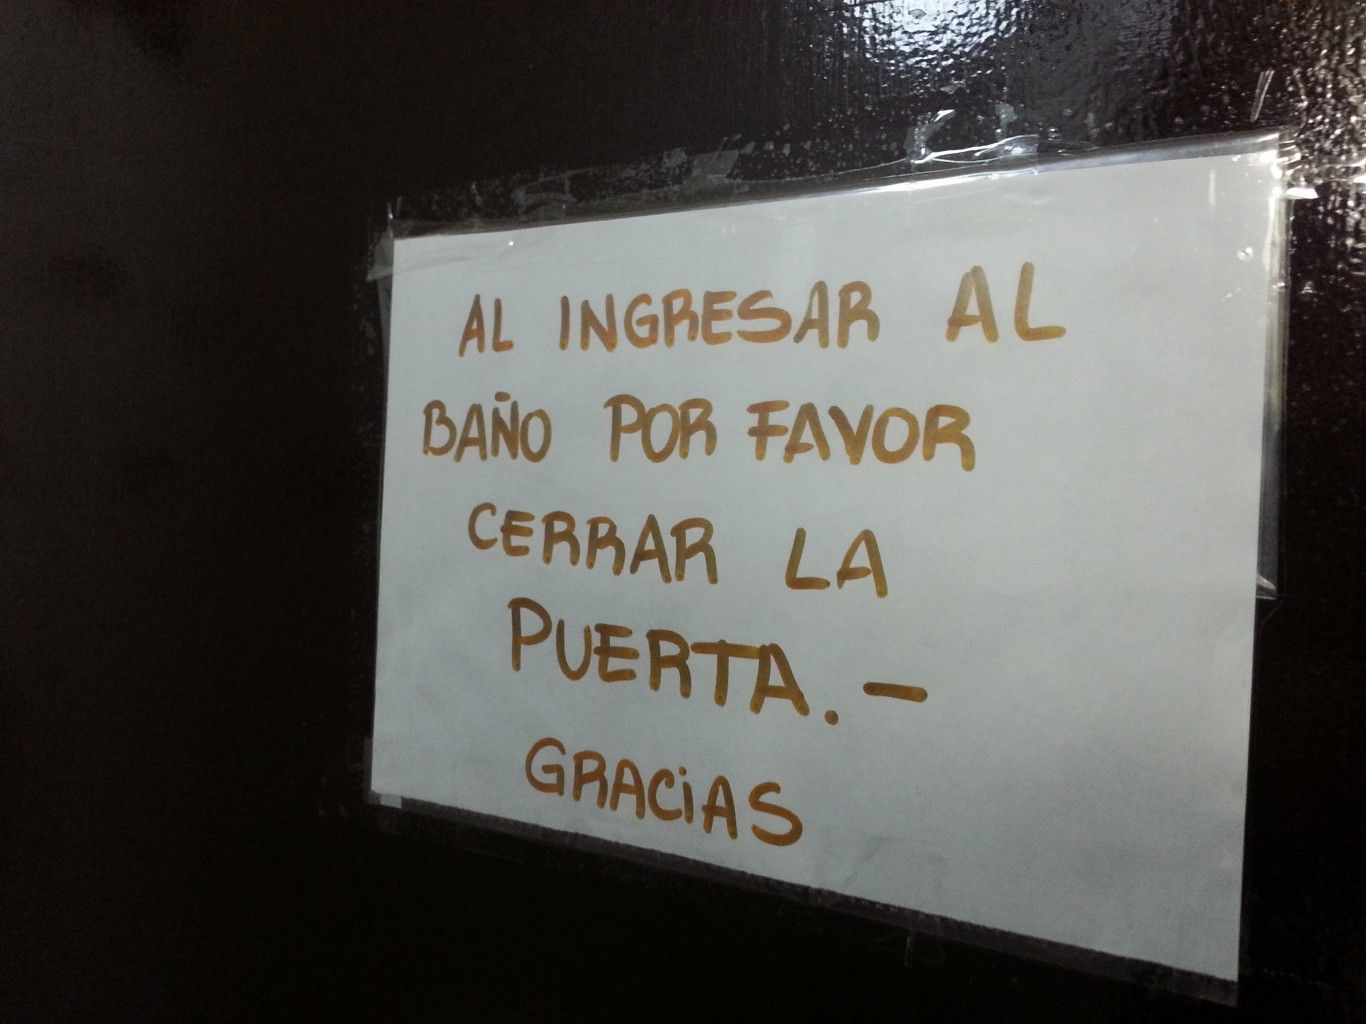 AL INGRESAR AL
BAÑO POR FAVOR
CERRAR LA
PUERTA.-
GRACiAS